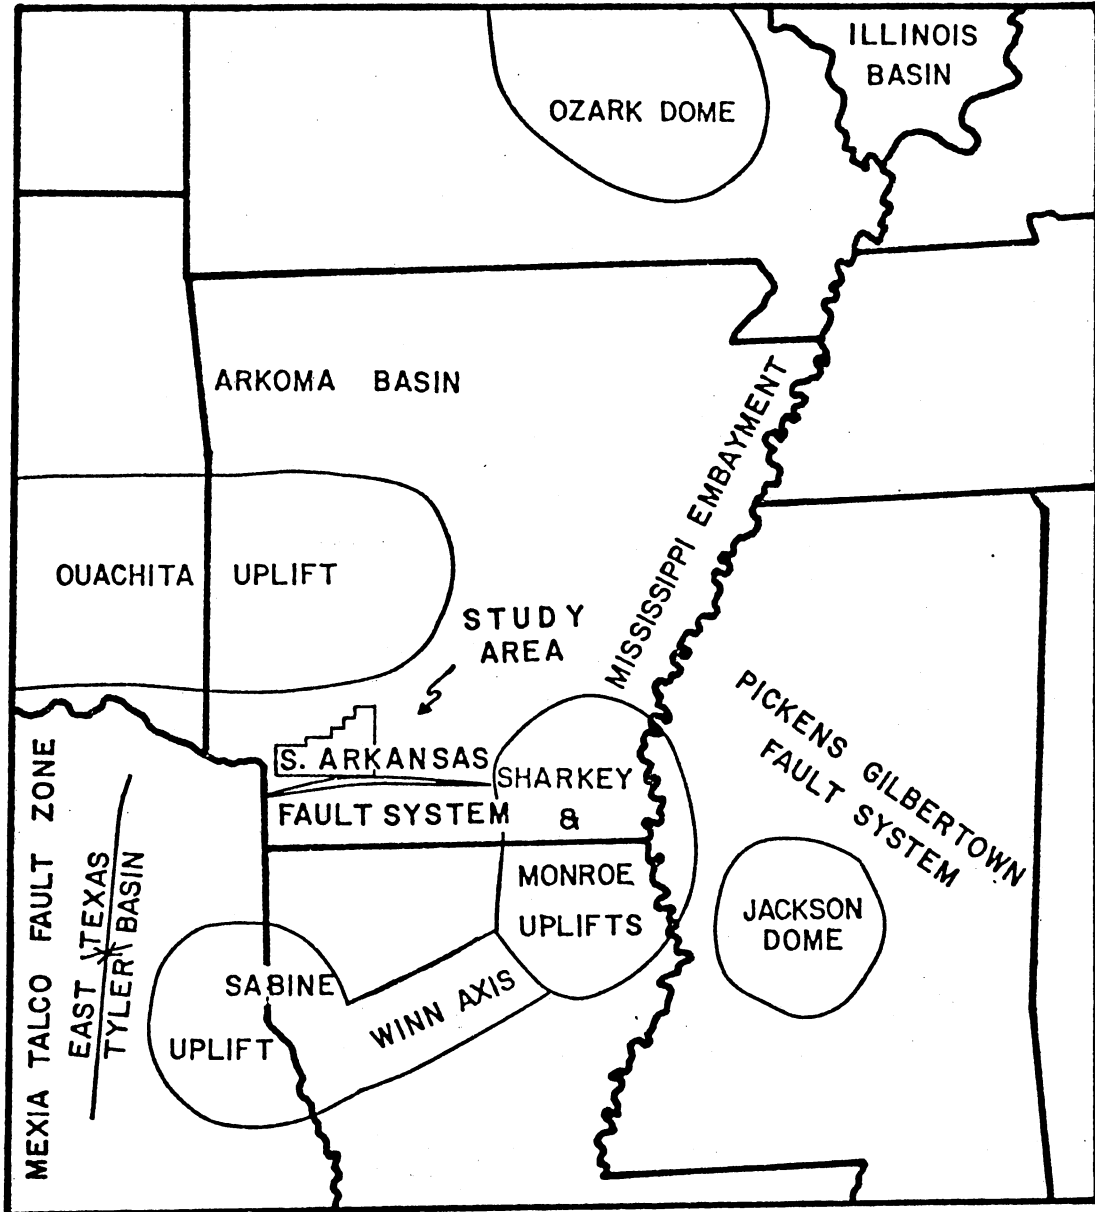 ILLINOIS
BASIN
OZARK DOME
ARKOMA BASIN
MISSISSIPPI EMBAYMENT
OUACHITA UPLIFT
STUDY
AREA
PICKENS GILBERTOWN
FAULT SYSTEM
S. ARKANSAS
FAULT SYSTEM
SHARKEY
&
MONROE
UPLIFTS
JACKSON
DOME
MEXIA TALCO FAULT ZONE
EAST TEXAS
TYLER BASIN
SABINE
UPLIFT
WINN AXIS